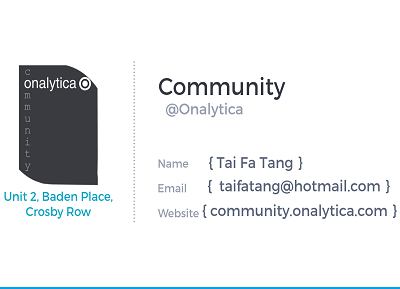 onalytica
community
Unit 2, Baden Place,
Crosby Row
Community
@Onalytica
Name { Tai Fa Tang }
Email { taifatang@hotmail.com }
Website { community.onalytica.com }